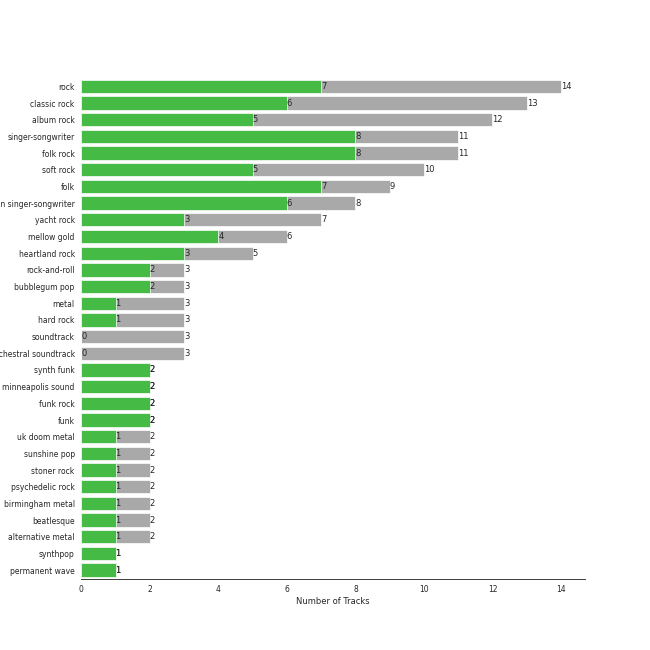 rock 7 14
classic rock 6 13
album rock 5 12
singer-songwriter 8 11
folk rock 8 11
soft rock 5 10
folk 7 9
n singer-songwriter 6 8
yacht rock 3 7
mellow gold 4 6
heartland rock 3 5
rock-and-roll 2 3
bubblegum pop 2 3
metal 1 3
hard rock 1 3
soundtrack 0 3
chestral soundtrack 0 3
synth funk 2
minneapolis sound 2
funk rock 2
funk 2
uk doom metal 1 2
sunshine pop 1 2
stoner rock 1 2
psychedelic rock 1 2
birmingham metal 1 2
beatlesque 1 2
alternative metal 1 2
synthpop 1
permanent wave 1
0 2 4 6 8 10 12 14
Number of Tracks